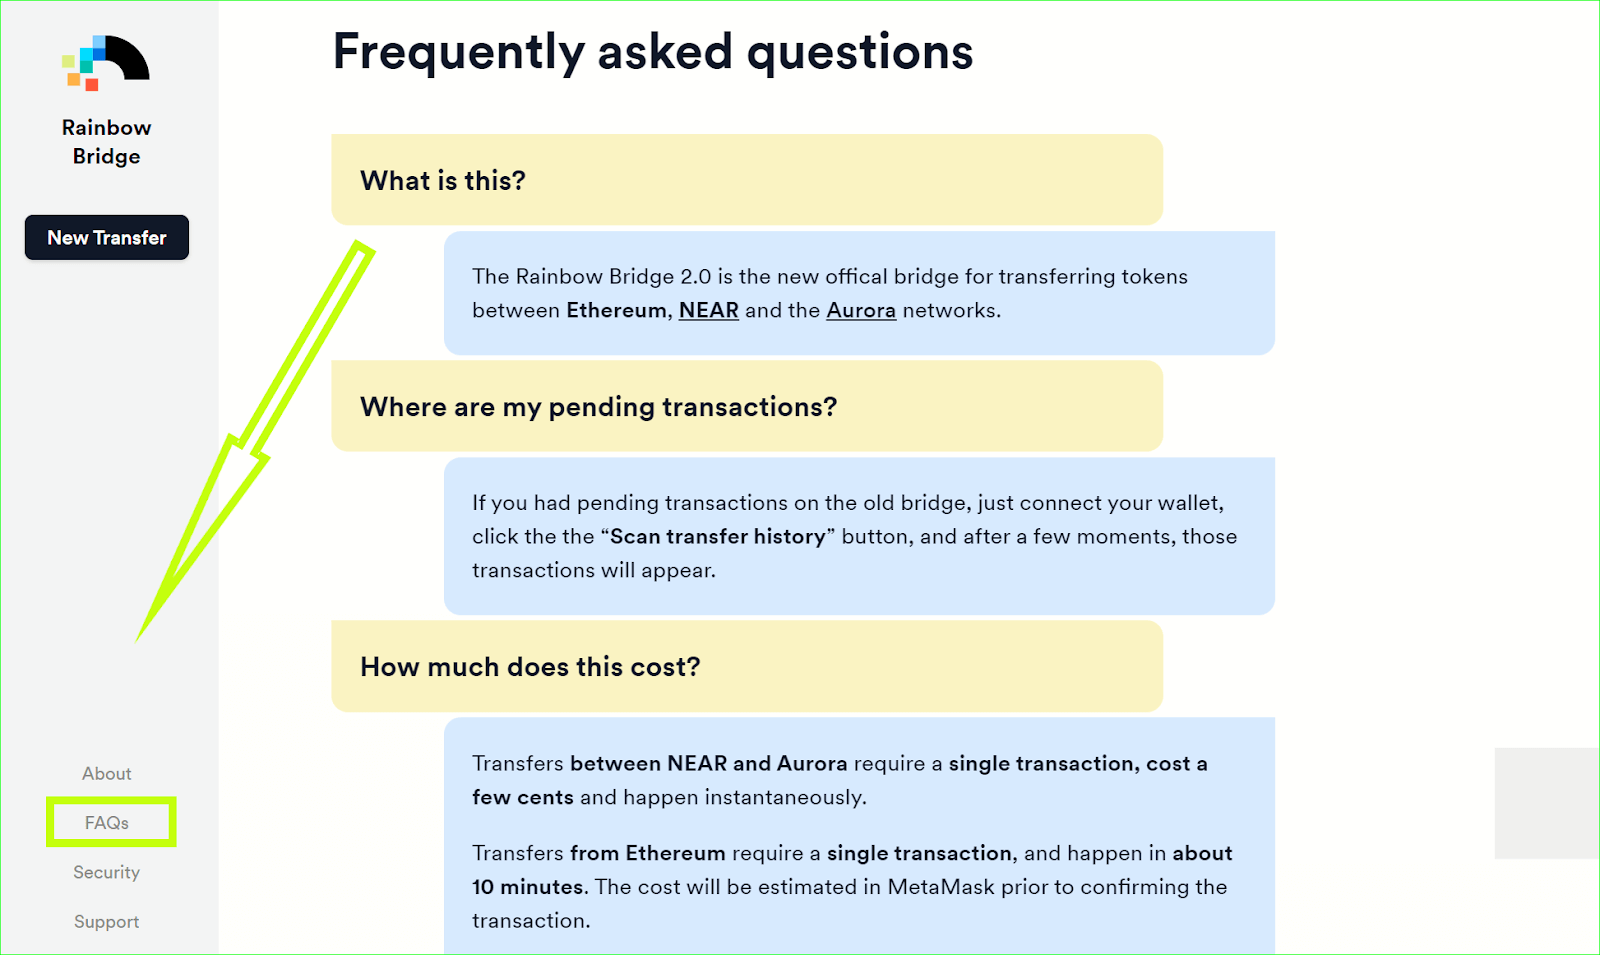 Rainbow
Bridge
New Transfer
About
FAQs
Security
Support
Frequently asked questions
What is this?
The Rainbow Bridge 2.0 is the new offical bridge for transferring tokens
between Ethereum, NEAR and the Aurora networks.
Where are my pending transactions?
If you had pending transactions on the old bridge, just connect your wallet,
click the the “Scan transfer history” button, and after a few moments, those
transactions will appear.
How much does this cost?
Transfers between NEAR and Aurora require a single transaction, cost a
few cents and happen instantaneously.
Transfers from Ethereum require a single transaction, and happen in about
10 minutes. The cost will be estimated in MetaMask prior to confirming the
transaction.